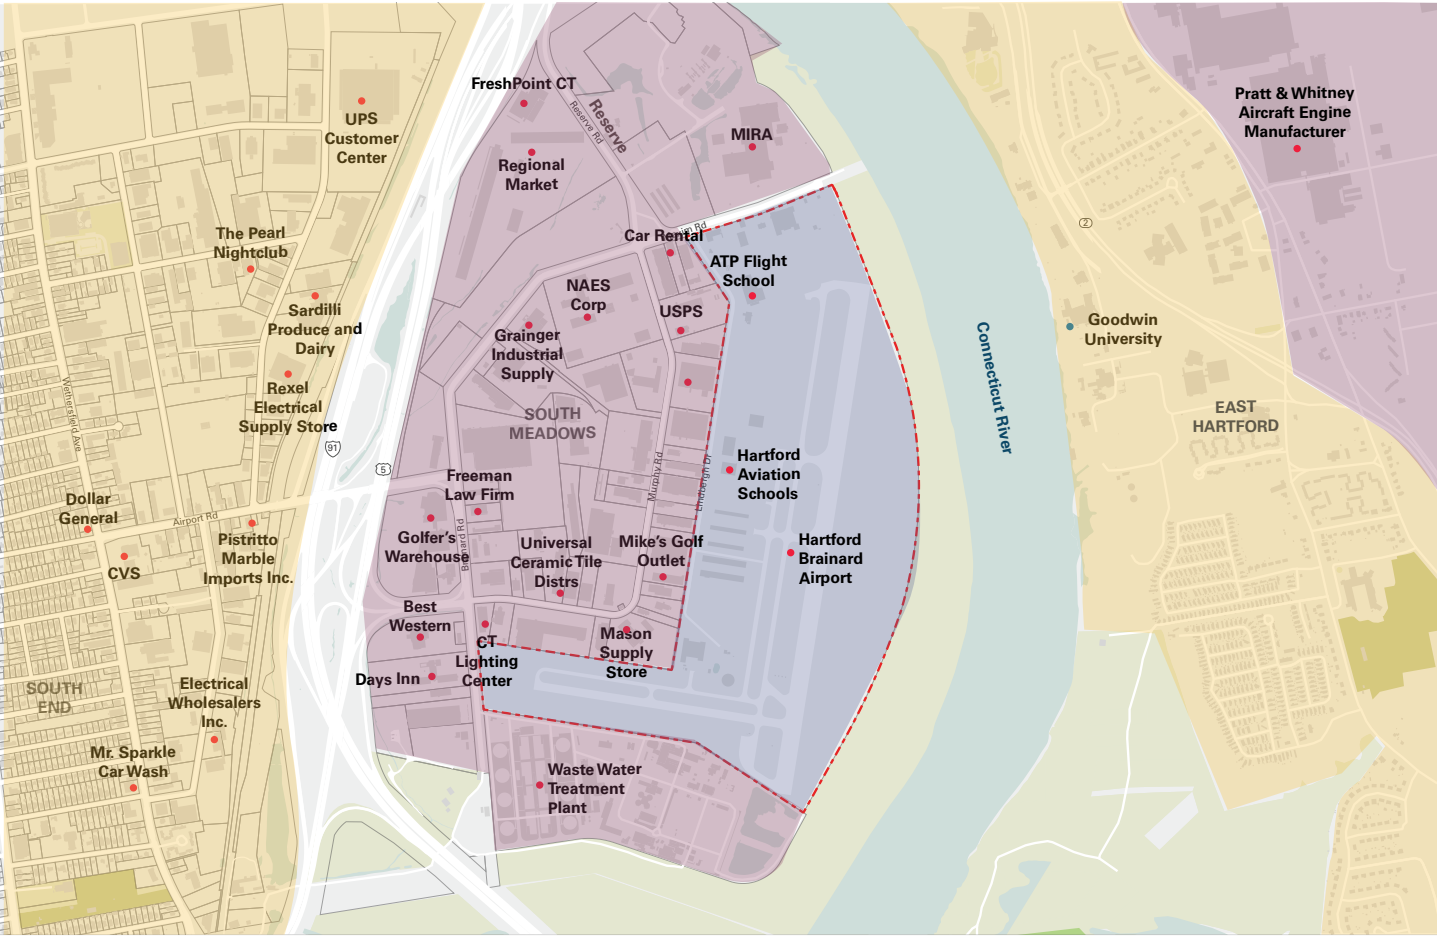 FreshPoint CT
Reserve
Reserve Rd
Regional
Market
MIRA
UPS
Customer
Center
Pratt & Whitney
Aircraft Engine
Manufacturer
The Pearl
Nightclub
Car Rental
ATP Flight
School
2
NAES
Corp
USPS
Sardilli
Produce and
Dairy
Grainger
Industrial
Supply
Goodwin
University
Connecticut River
Rexel
Electrical
Supply Store
Wethersfield Ave
SOUTH
MEADOWS
EAST
HARTFORD
91
5
Murphy Rd
Lindbergh Dr
Hartford
Aviation
Schools
Freeman
Law Firm
Dollar
General
Airport Rd
Pistritto
Marble
Imports Inc.
CVS
Golfer's
Warehouse
Brainard Rd
Universal
Ceramic Tile
Distrs
Mike's Golf
Outlet
Hartford
Brainard
Airport
Best
Western
CT
Lighting
Center
Mason
Supply
Store
Days Inn
SOUTH
END
Electrical
Wholesalers
Inc.
Mr. Sparkle
Car Wash
Waste Water
Treatment
Plant